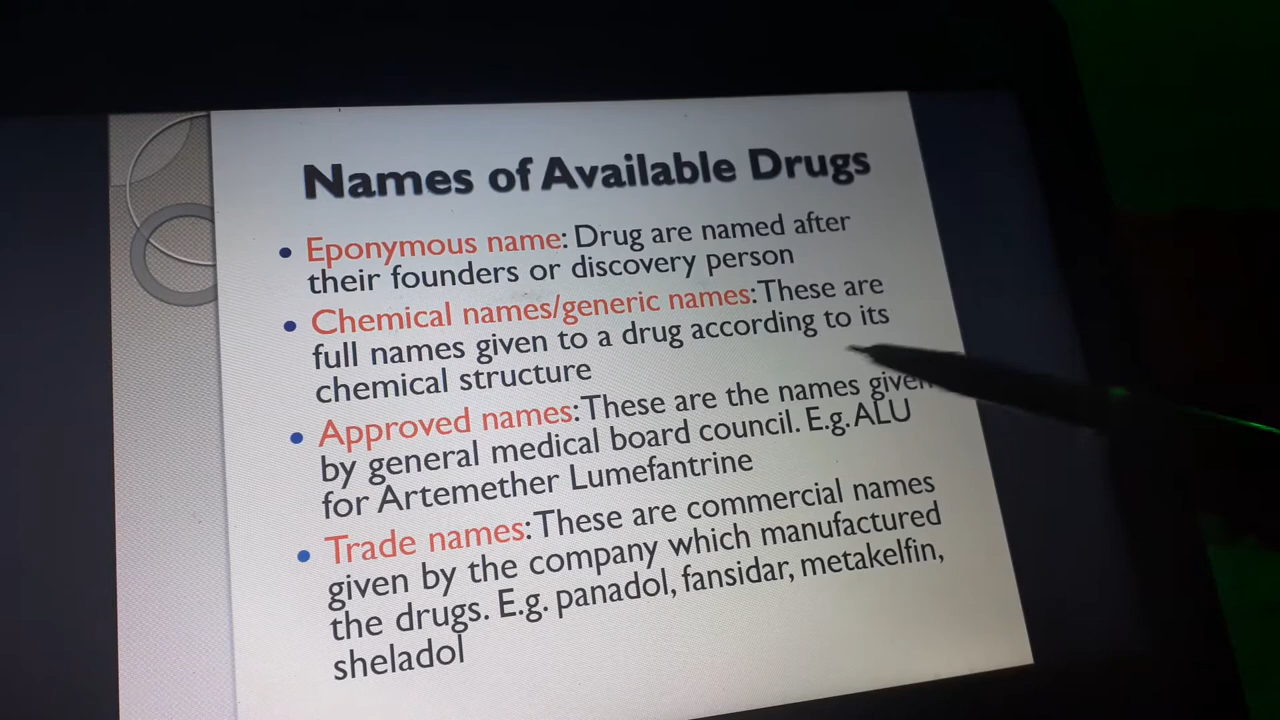 Names of Available Drugs
• Eponymous name: Drug are named after
their founders or discovery person
• Chemical names/generic names:These are
full names given to a drug according to its
chemical structure
• Approved names:These are the names given
by general medical board council. E.g. ALU
for Artemether Lumefantrine
• Trade names:These are commercial names
given by the company which manufactured
the drugs. E.g. panadol, fansidar, metakelfin,
sheladol